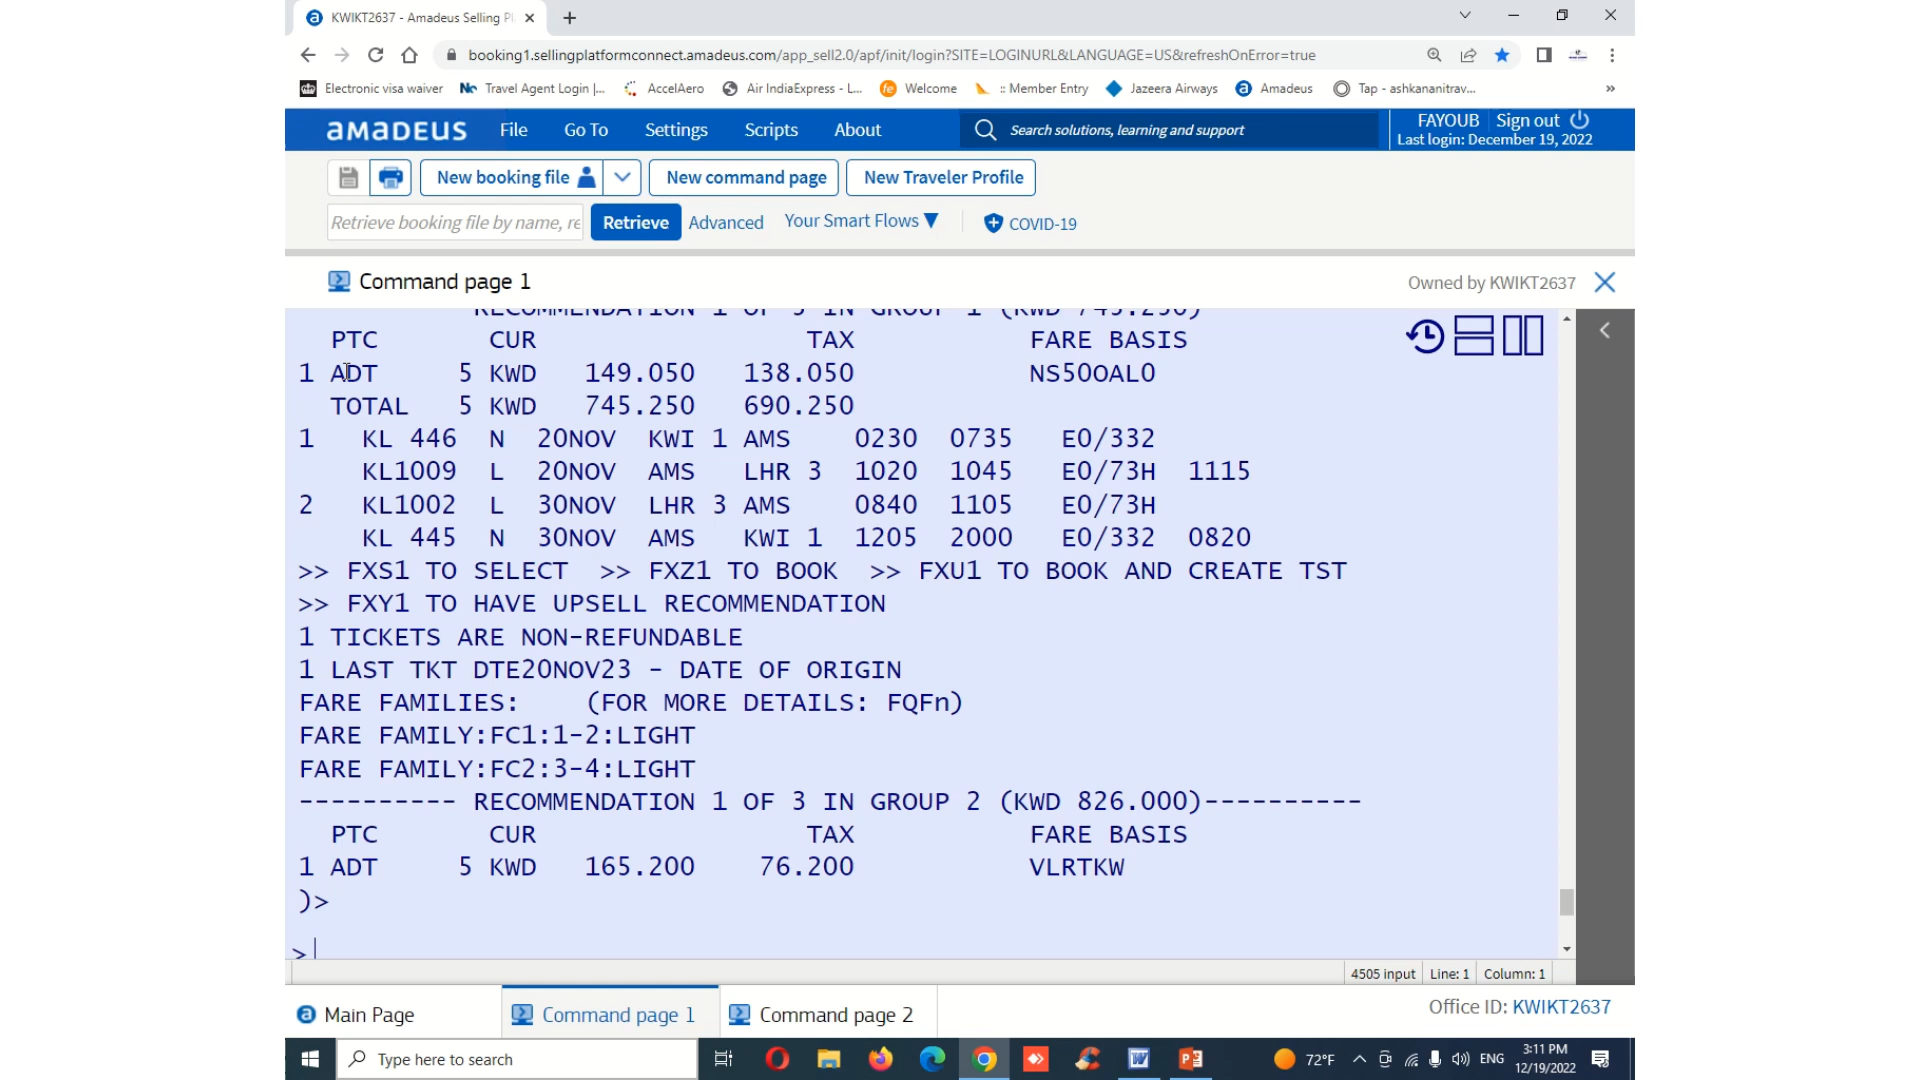 KWIKT2637 - Amadeus Selling Pl
booking1.sellingplatformconnect.amadeus.com/app_sell2.0/apf/init/login?SITE=LOGINURL&LANGUAGE=US&refreshOnError=true
Electronic visa waiver Travel Agent Login |... AccelAero Air IndiaExpress - L... Welcome :: Member Entry Jazeera Airways Amadeus Tap - ashkananitrav... »
amadeus File Go To Settings Scripts About Search solutions, learning and support FAYOUB Sign out
Last login: December 19, 2022
New booking file New command page New Traveler Profile
Retrieve booking file by name, re Retrieve Advanced Your Smart Flows COVID-19
Command page 1 Owned by KWIKT2637
RECOMMENDATION 1 OF 3 IN GROUP 1 (KWD 745.250)
PTC CUR TAX FARE BASIS
1 ADT 5 KWD 149.050 138.050 NS50OAL0
TOTAL 5 KWD 745.250 690.250
1 KL 446 N 20NOV KWI 1 AMS 0230 0735 E0/332
KL1009 L 20NOV AMS LHR 3 1020 1045 E0/73H 1115
2 KL1002 L 30NOV LHR 3 AMS 0840 1105 E0/73H
KL 445 N 30NOV AMS KWI 1 1205 2000 E0/332 0820
>> FXS1 TO SELECT >> FXZ1 TO BOOK >> FXU1 TO BOOK AND CREATE TST
>> FXY1 TO HAVE UPSELL RECOMMENDATION
1 TICKETS ARE NON-REFUNDABLE
1 LAST TKT DTE20NOV23 - DATE OF ORIGIN
FARE FAMILIES: (FOR MORE DETAILS: FQFn)
FARE FAMILY:FC1:1-2:LIGHT
FARE FAMILY:FC2:3-4:LIGHT
---------- RECOMMENDATION 1 OF 3 IN GROUP 2 (KWD 826.000)----------
PTC CUR TAX FARE BASIS
1 ADT 5 KWD 165.200 76.200 VLRTKW
)>
>
4505 input Line: 1 Column: 1
Main Page Command page 1 Command page 2 Office ID: KWIKT2637
Type here to search 72°F ENG 3:11 PM
12/19/2022